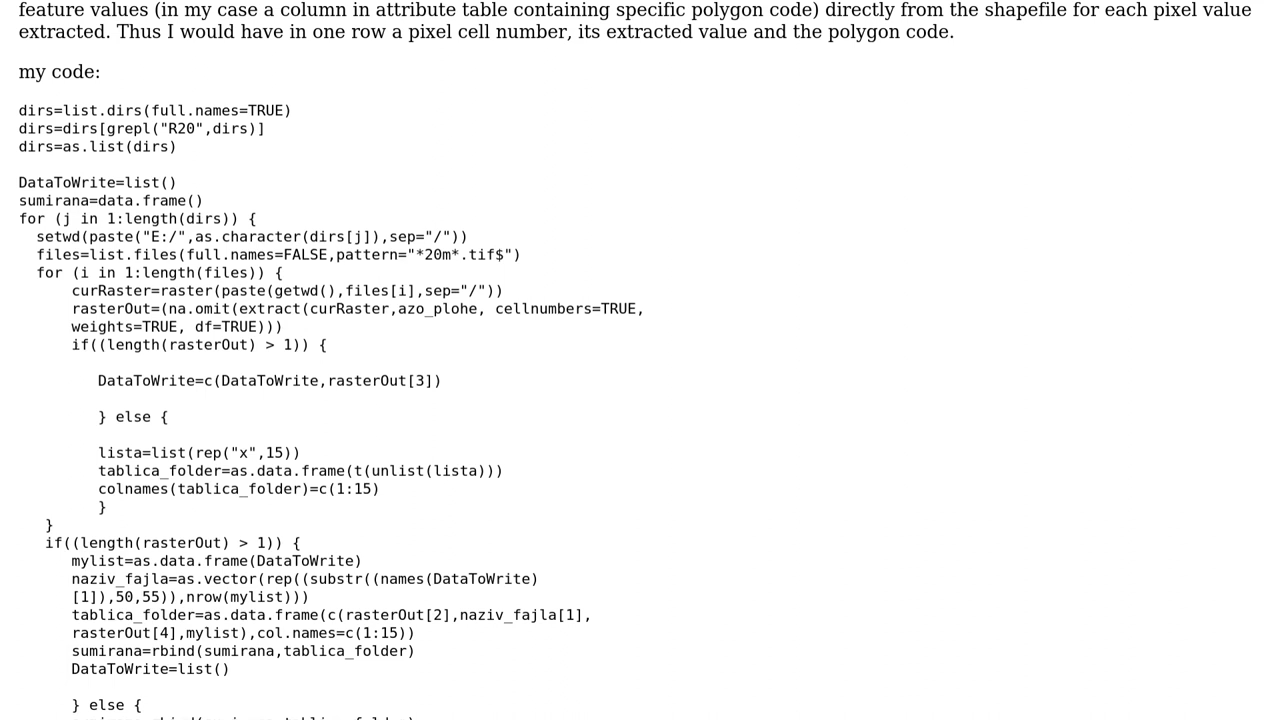 feature values (in my case a column in attribute table containing specific polygon code) directly from the shapefile for each pixel value
extracted. Thus I would have in one row a pixel cell number, its extracted value and the polygon code.
my code:
dirs=list.dirs(full.names=TRUE)
dirs=dirs[grepl("R20",dirs)]
dirs=as.list(dirs)
DataToWrite=list()
sumirana=data.frame()
for (j in 1:length(dirs)) {
  setwd(paste("E:/",as.character(dirs[j]),sep="/"))
  files=list.files(full.names=FALSE,pattern="*20m*.tif$")
  for (i in 1:length(files)) {
      curRaster=raster(paste(getwd(),files[i],sep="/"))
      rasterOut=(na.omit(extract(curRaster,azo_plohe, cellnumbers=TRUE,
      weights=TRUE, df=TRUE)))
      if((length(rasterOut) > 1)) {
         DataToWrite=c(DataToWrite,rasterOut[3])
         } else {
         lista=list(rep("x",15))
         tablica_folder=as.data.frame(t(unlist(lista)))
         colnames(tablica_folder)=c(1:15)
         }
   }
   if((length(rasterOut) > 1)) {
      mylist=as.data.frame(DataToWrite)
      naziv_fajla=as.vector(rep((substr((names(DataToWrite)
      [1]),50,55)),nrow(mylist)))
      tablica_folder=as.data.frame(c(rasterOut[2],naziv_fajla[1],
      rasterOut[4],mylist),col.names=c(1:15))
      sumirana=rbind(sumirana,tablica_folder)
      DataToWrite=list()
      } else {